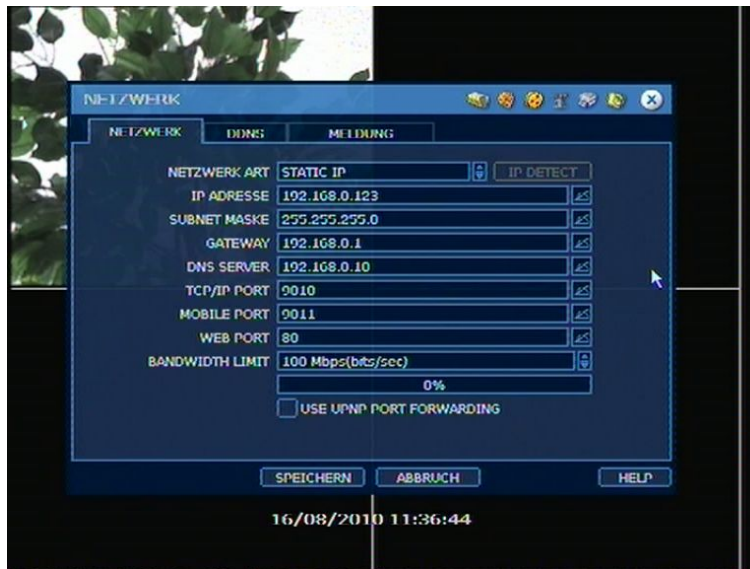 NETZWERK
NETZWERK DDNS MELDUNG
NETZWERK ART STATIC IP IP DETECT
IP ADRESSE 192.168.0.123
SUBNET MASKE 255.255.255.0
GATEWAY 192.168.0.1
DNS SERVER 192.168.0.10
TCP/IP PORT 9010
MOBILE PORT 9011
WEB PORT 80
BANDWIDTH LIMIT 100 Mbps(bits/sec)
0%
USE UPNP PORT FORWARDING
SPEICHERN ABBRUCH HELP
16/08/2010 11:36:44